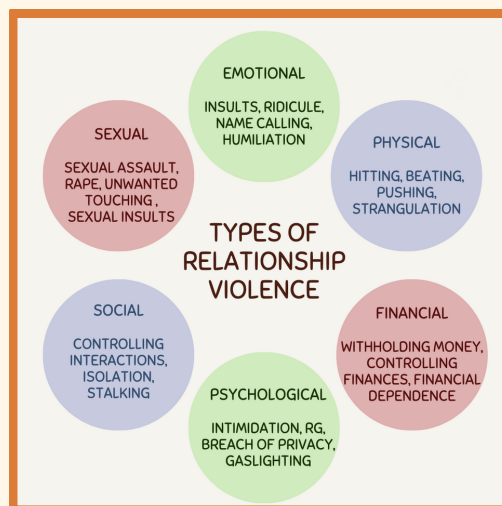 EMOTIONAL
INSULTS, RIDICULE,
NAME CALLING,
HUMILIATION
SEXUAL
SEXUAL ASSAULT,
RAPE, UNWANTED
TOUCHING ,
SEXUAL INSULTS
PHYSICAL
HITTING, BEATING,
PUSHING,
STRANGULATION
TYPES OF
RELATIONSHIP
VIOLENCE
SOCIAL
CONTROLLING
INTERACTIONS,
ISOLATION,
STALKING
FINANCIAL
WITHHOLDING MONEY,
CONTROLLING
FINANCES, FINANCIAL
DEPENDENCE
PSYCHOLOGICAL
INTIMIDATION, RG,
BREACH OF PRIVACY,
GASLIGHTING